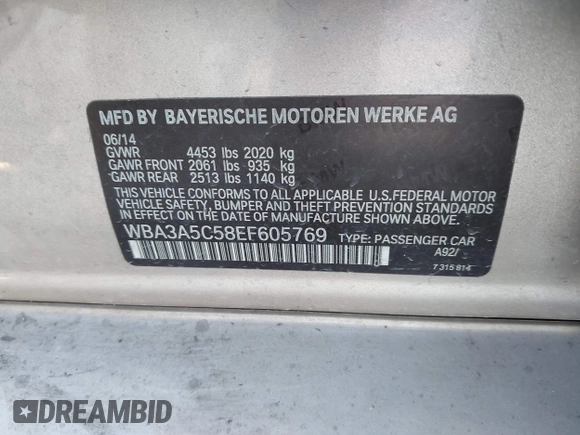 MFD BY BAYERISCHE MOTOREN WERKE AG
06/14
GVWR 4453 lbs 2020 kg
GAWR FRONT 2061 lbs 935 kg
GAWR REAR 2513 lbs 1140 kg
THIS VEHICLE CONFORMS TO ALL APPLICABLE U.S.FEDERAL MOTOR
VEHICLE SAFETY, BUMPER AND THEFT PREVENTION STANDARDS
IN EFFECT ON THE DATE OF MANUFACTURE SHOWN ABOVE.
WBA3A5C58EF605769 TYPE: PASSENGER CAR
A92/
7 315 814
DREAMBID